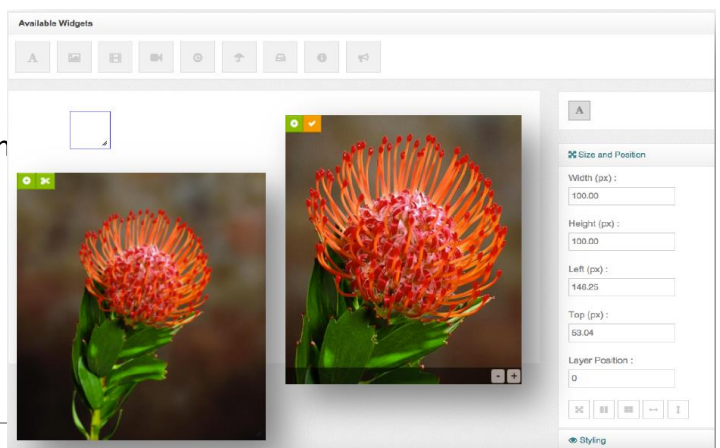 Available Widgets
A
A
Size and Position
Width (px) :
100.00
Height (px) :
100.00
Left (px) :
146.25
Top (px) :
53.04
Layer Position :
0
- +
Styling